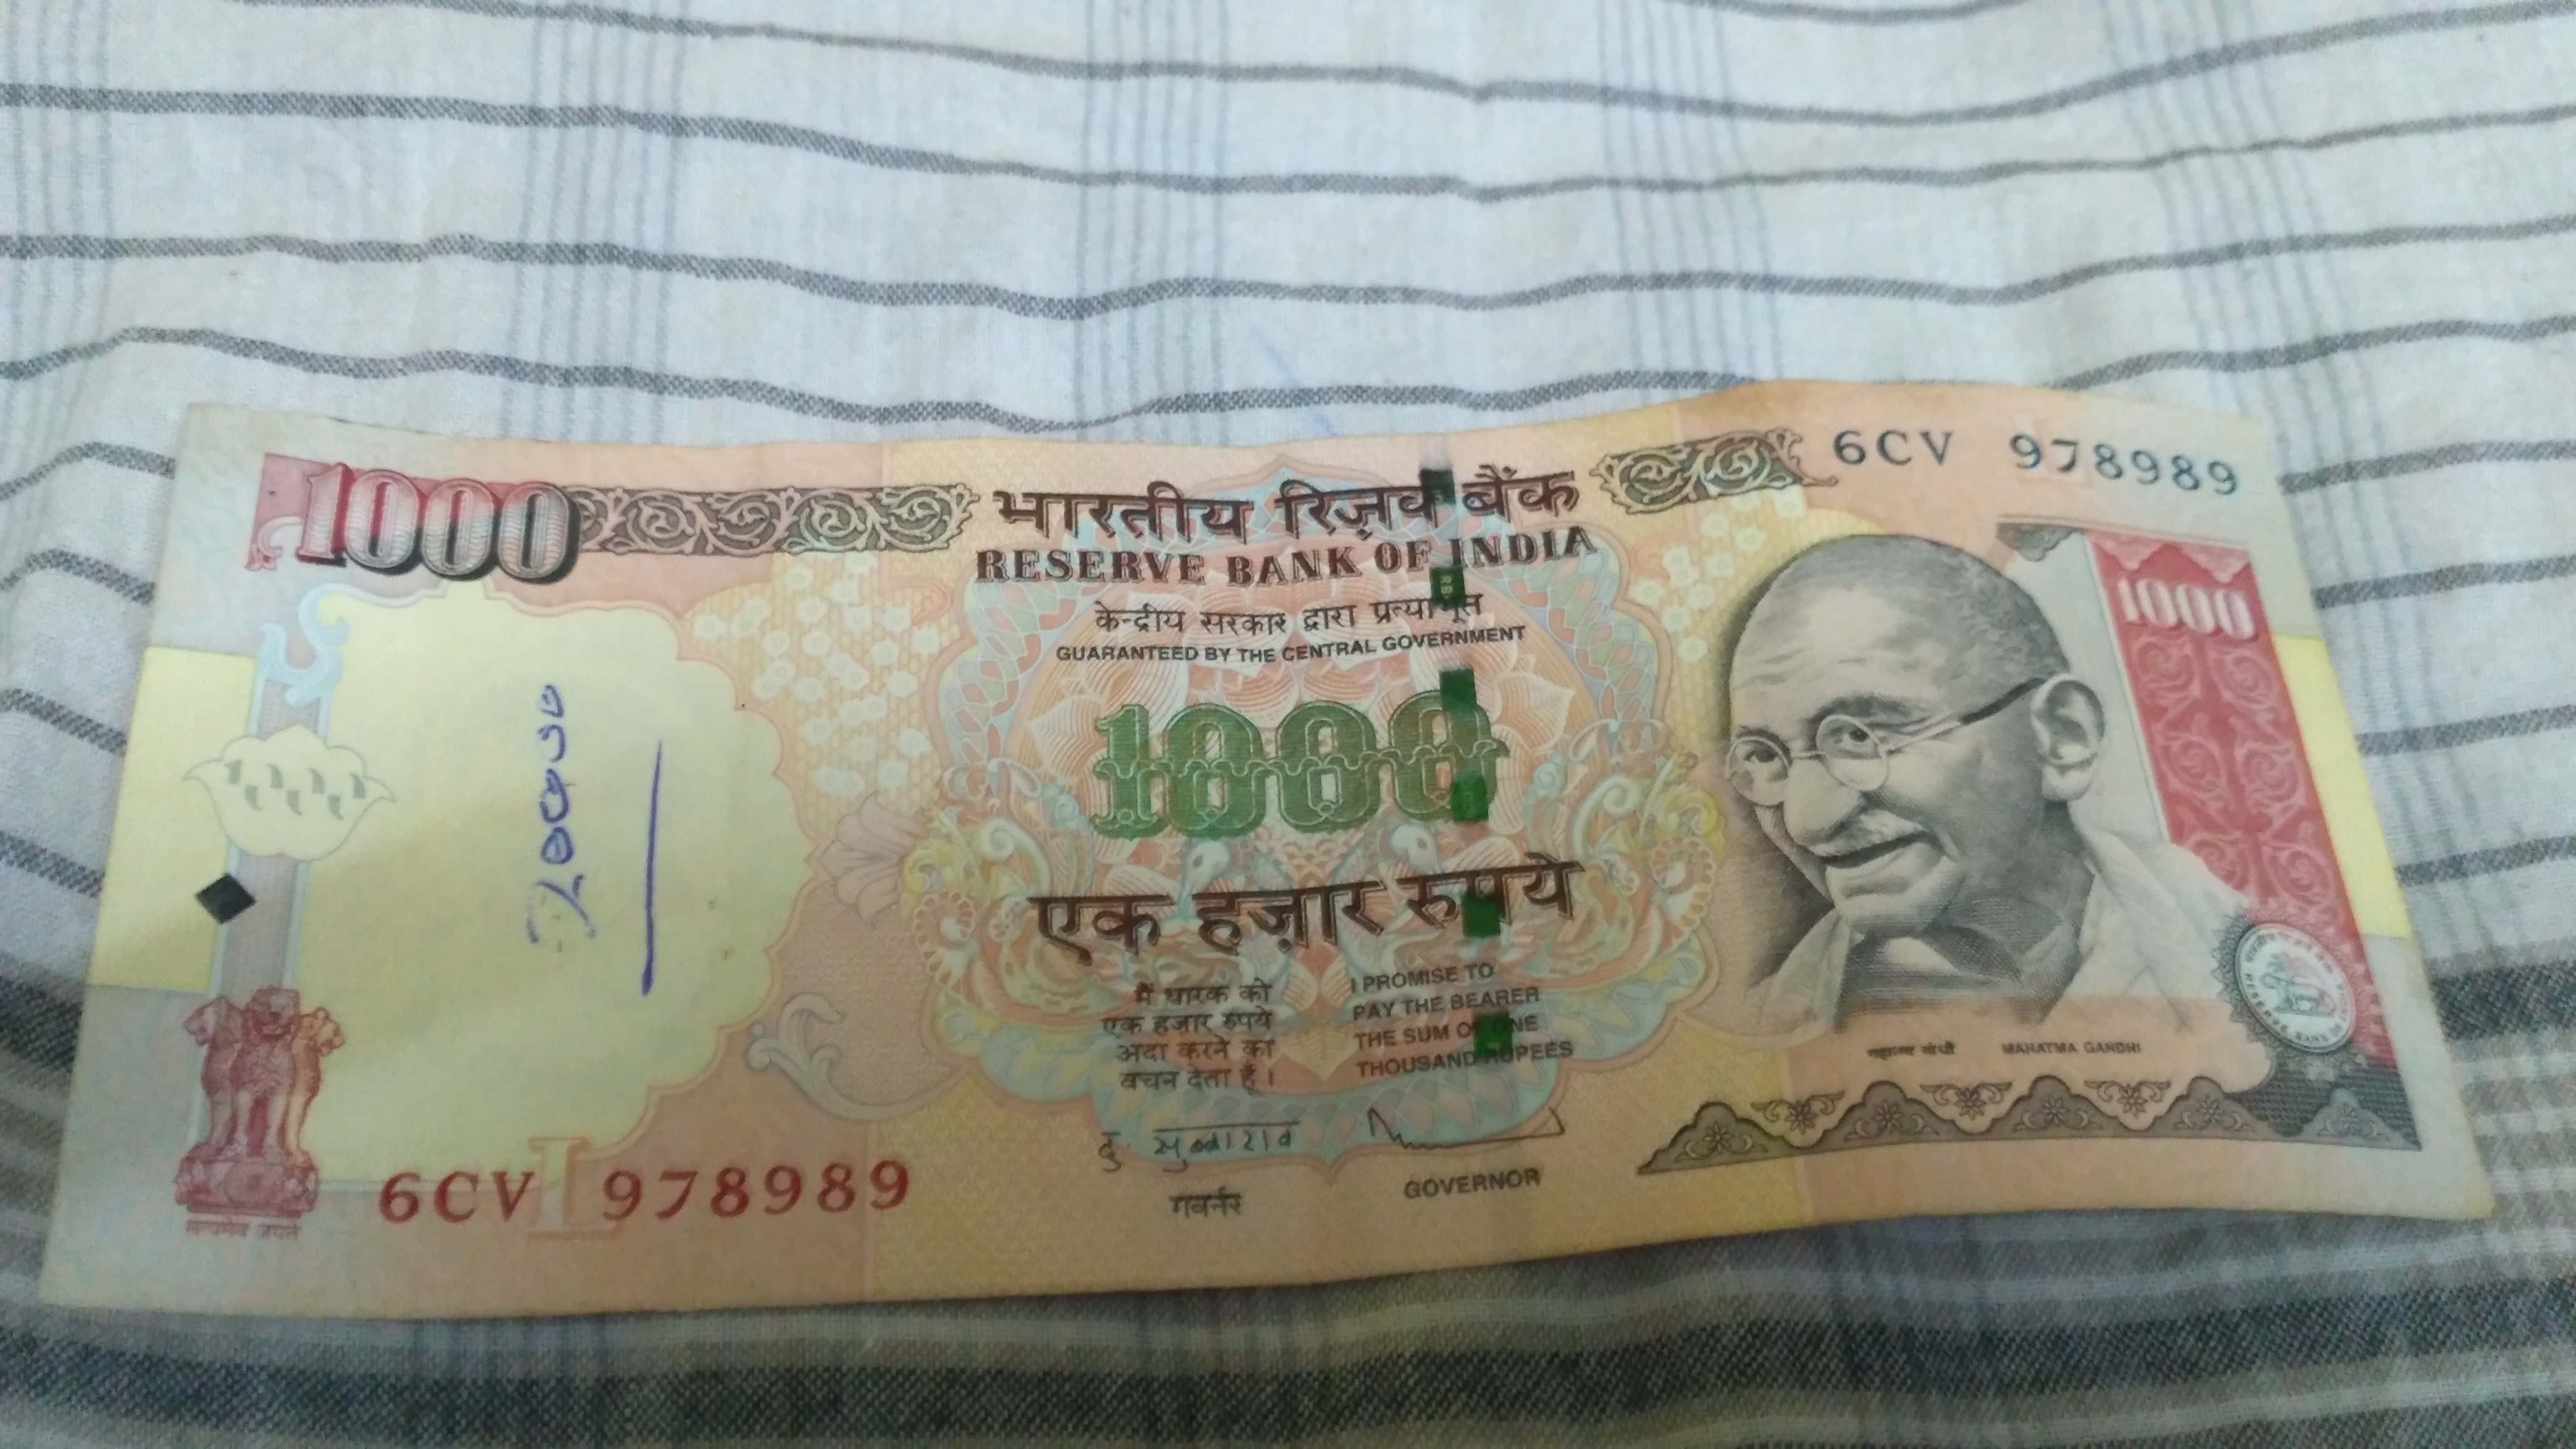 1000
भारतीय रिज़र्व बैंक
RESERVE BANK OF INDIA
केन्द्रीय सरकार द्वारा प्रत्याभूत
GUARANTEED BY THE CENTRAL GOVERNMENT
6CV 978989
1000
1000
एक हज़ार रुपये
मैं धारक को
एक हजार रुपये
अदा करने का
वचन देता हूँ।
I PROMISE TO
PAY THE BEARER
THE SUM OF ONE
THOUSAND RUPEES
महात्मा गांधी MAHATMA GANDHI
सत्यमेव जयते
6CV L 978989
गवर्नर
GOVERNOR